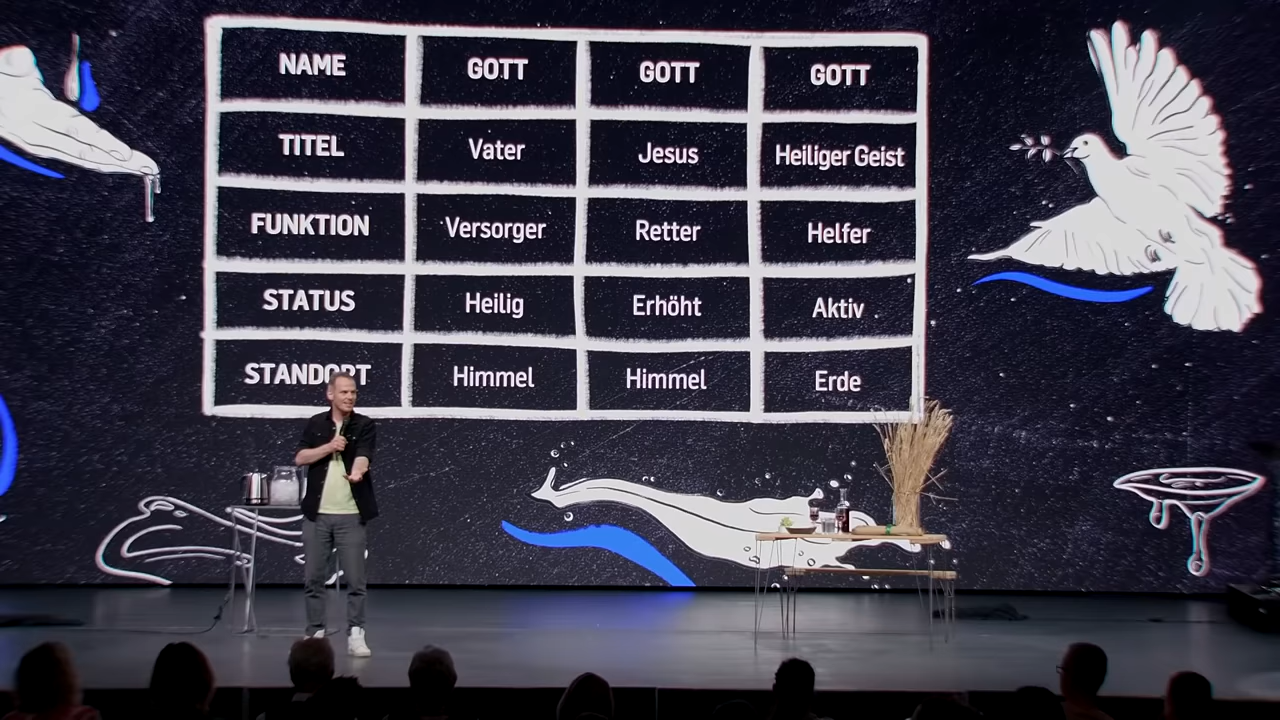 NAME GOTT GOTT GOTT
TITEL Vater Jesus Heiliger Geist
FUNKTION Versorger Retter Helfer
STATUS Heilig Erhöht Aktiv
STANDORT Himmel Himmel Erde